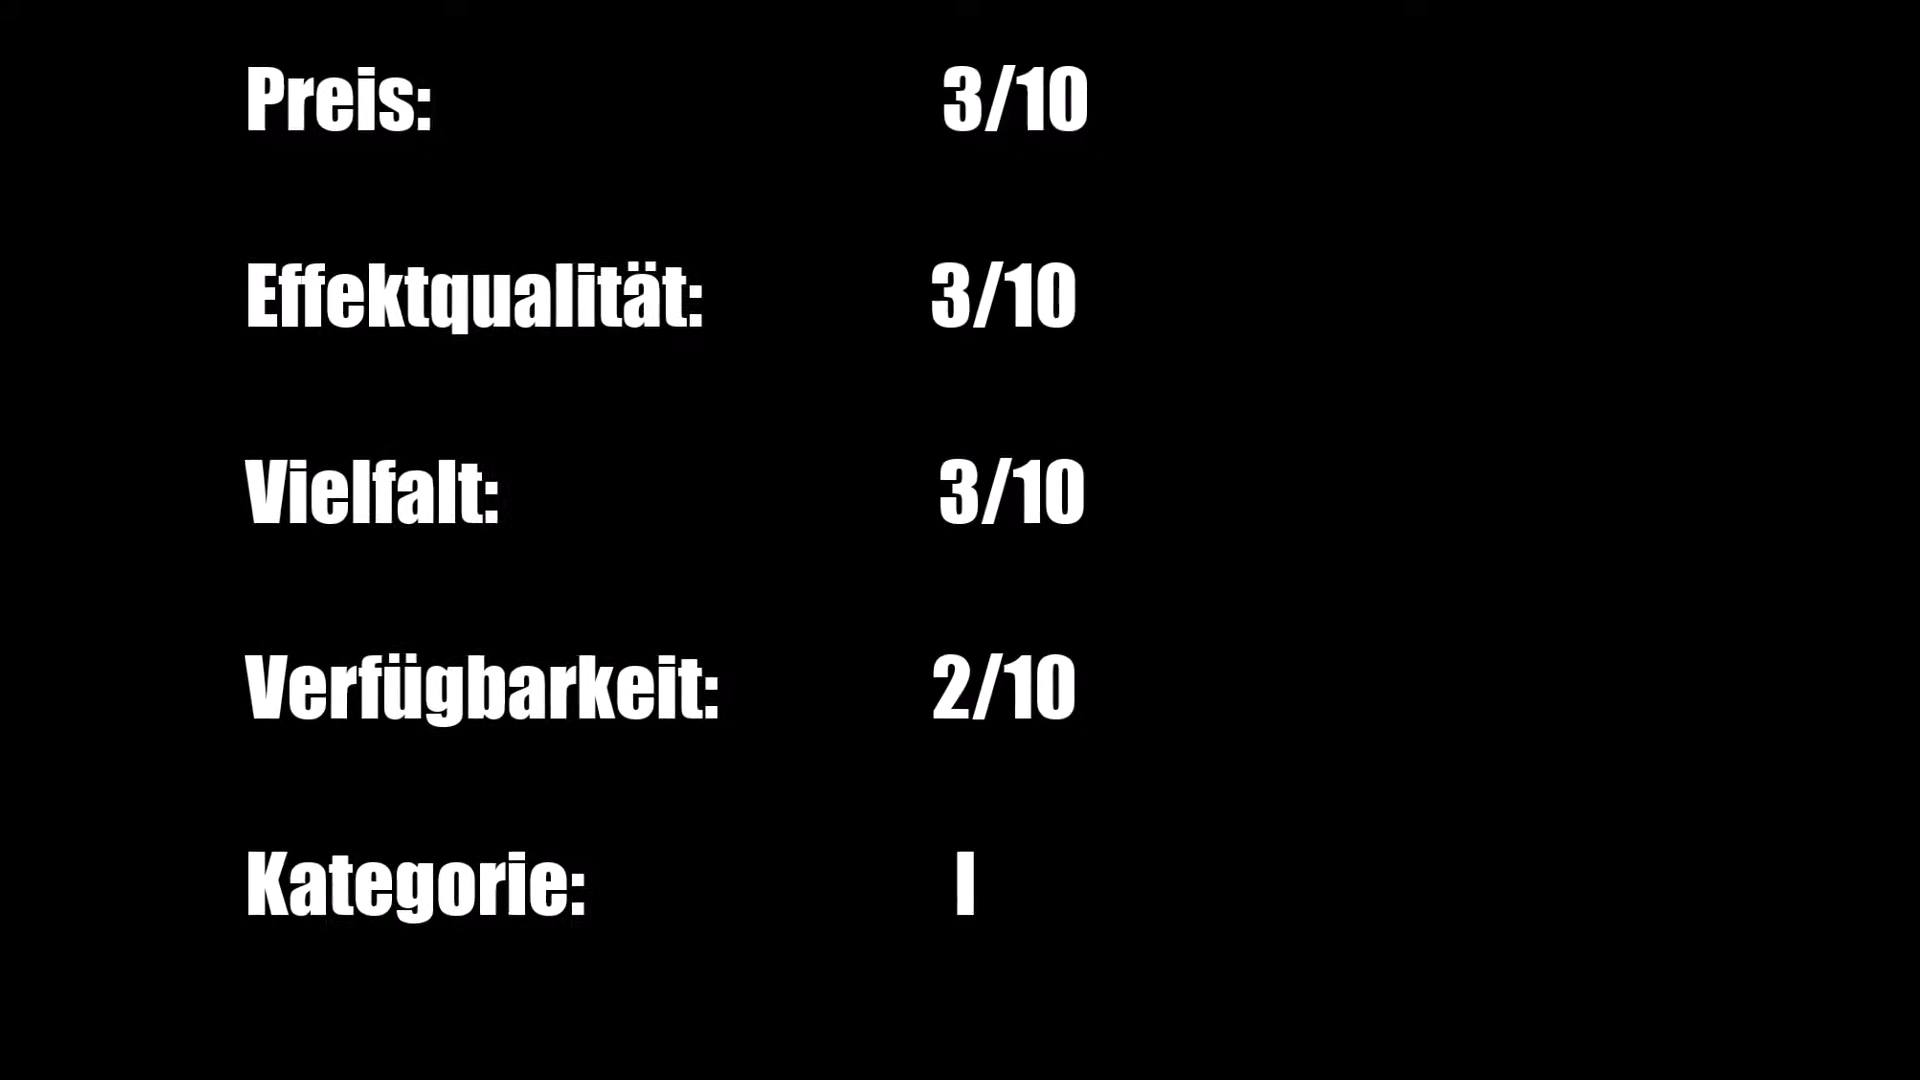 Preis: 3/10
Effektqualität: 3/10
Vielfalt: 3/10
Verfügbarkeit: 2/10
Kategorie: I